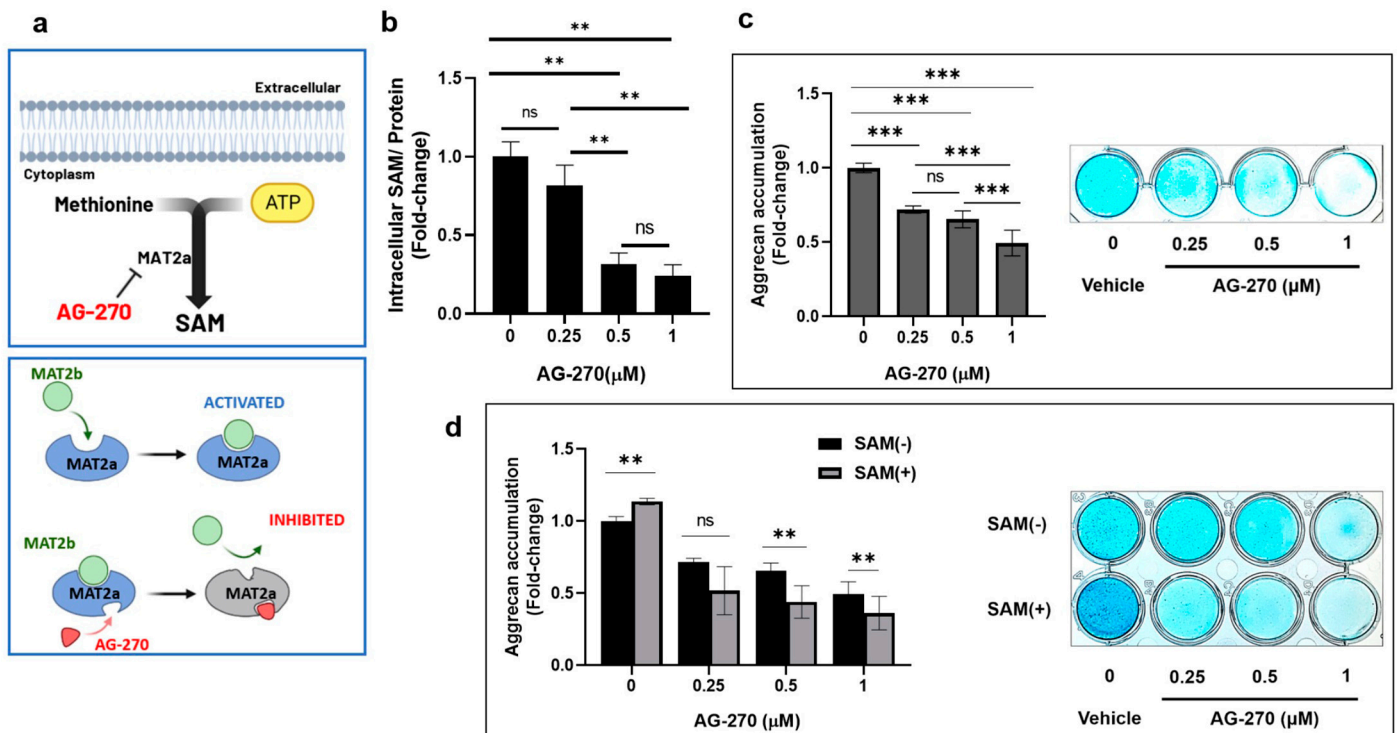 a
Extracellular
Cytoplasm
Methionine
ATP
MAT2a
AG-270
SAM
MAT2b
ACTIVATED
MAT2a
MAT2a
MAT2b
INHIBITED
MAT2a
MAT2a
AG-270
b
**
**
**
ns
**
ns
Intracellular SAM/ Protein
(Fold-change)
1.5
1.0
0.5
0.0
0 0.25 0.5 1
AG-270(μM)
c
***
***
***
***
ns
***
Aggrecan accumulation
(Fold-change)
1.5
1.0
0.5
0.0
0 0.25 0.5 1
AG-270 (μM)
0 0.25 0.5 1
Vehicle AG-270 (μM)
d
SAM(-)
SAM(+)
**
ns
**
**
Aggrecan accumulation
(Fold-change)
1.5
1.0
0.5
0.0
0 0.25 0.5 1
AG-270 (μM)
SAM(-)
SAM(+)
0 0.25 0.5 1
Vehicle AG-270 (μM)